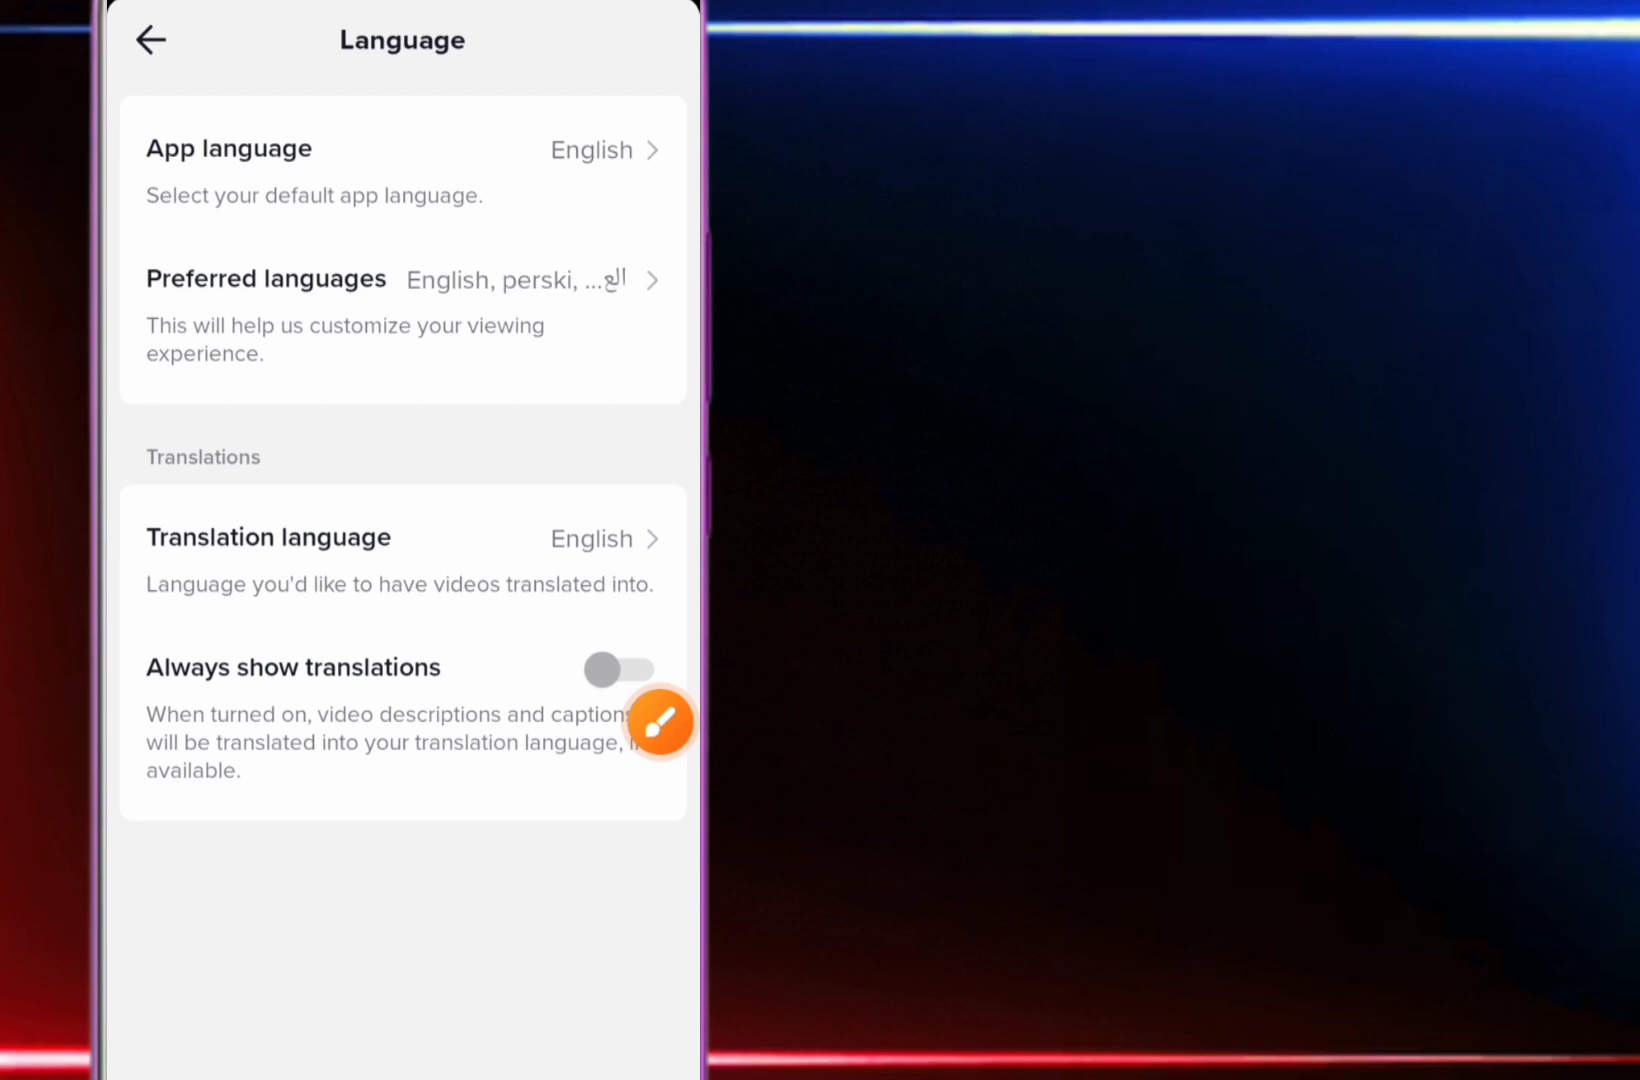 Language
App language English
Select your default app language.
Preferred languages English, perski, ...الع
This will help us customize your viewing
experience.
Translations
Translation language English
Language you'd like to have videos translated into.
Always show translations
When turned on, video descriptions and captions
will be translated into your translation language,
available.